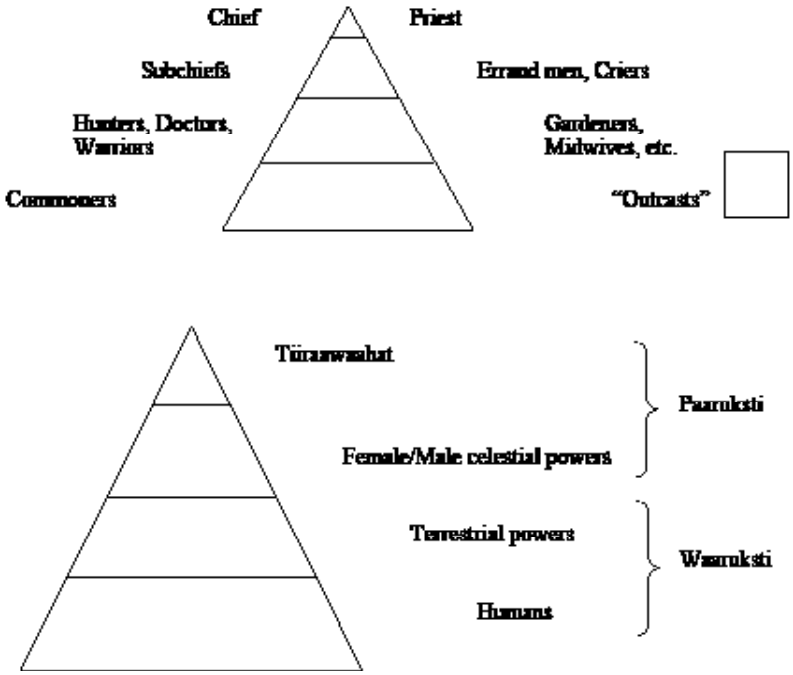 Chief
Priest
Subchiefs
Errand men, Criers
Hunters, Doctors,
Warriors
Gardeners,
Midwives, etc.
Commoners
“Outcasts”
Tiiraawaahat
Paaruksti
Female/Male celestial powers
Terrestrial powers
Waaruksti
Humans